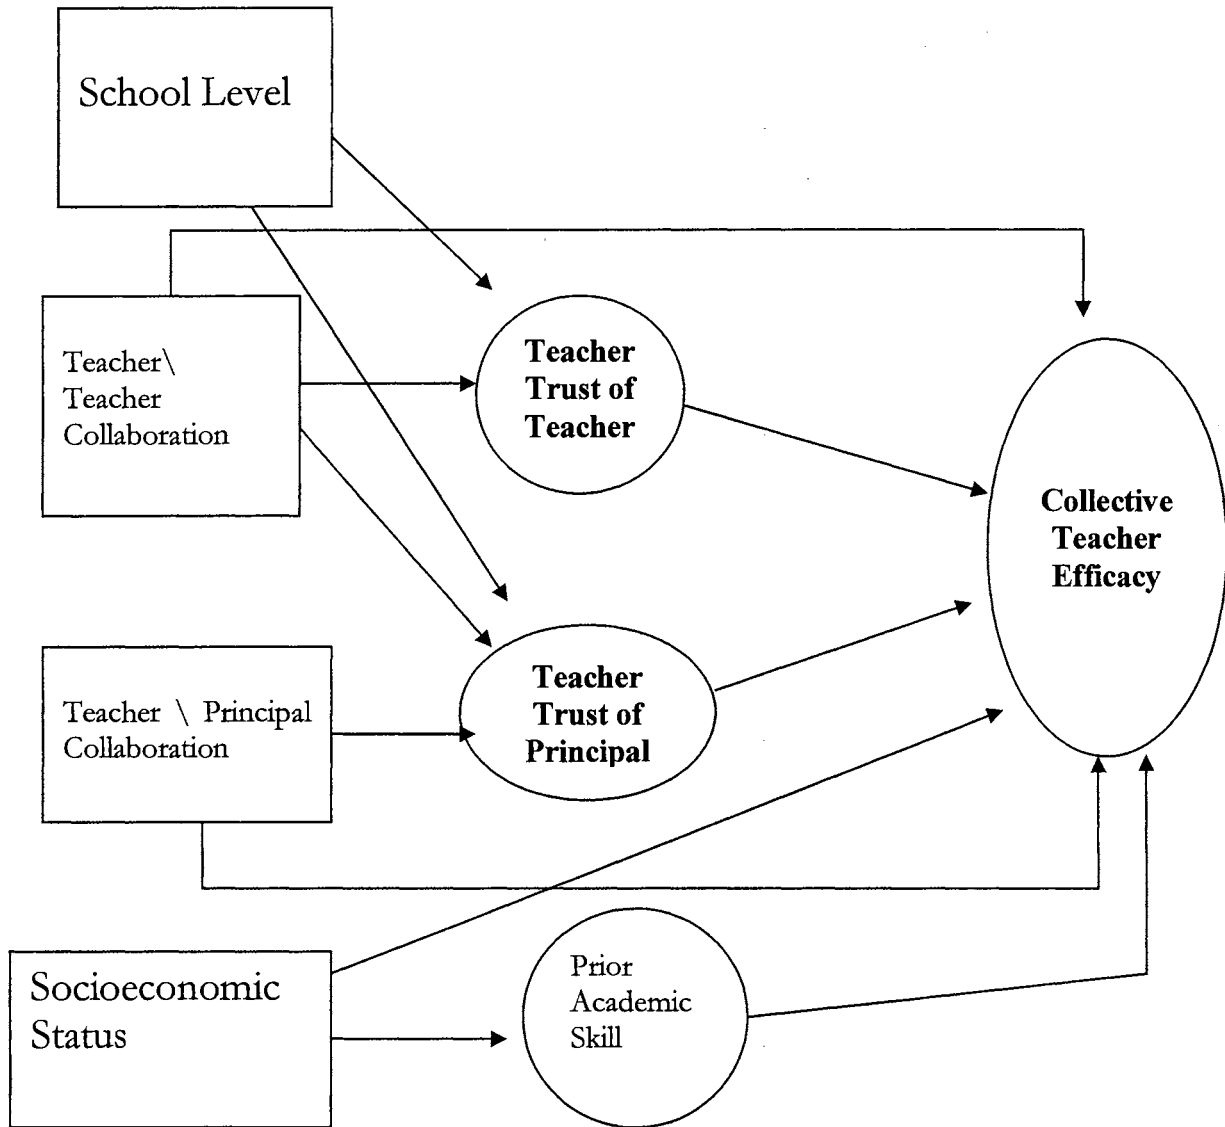 School Level
Teacher\
Teacher
Collaboration
Teacher
Trust of
Teacher
Collective
Teacher
Efficacy
Teacher \ Principal
Collaboration
Teacher
Trust of
Principal
Socioeconomic
Status
Prior
Academic
Skill